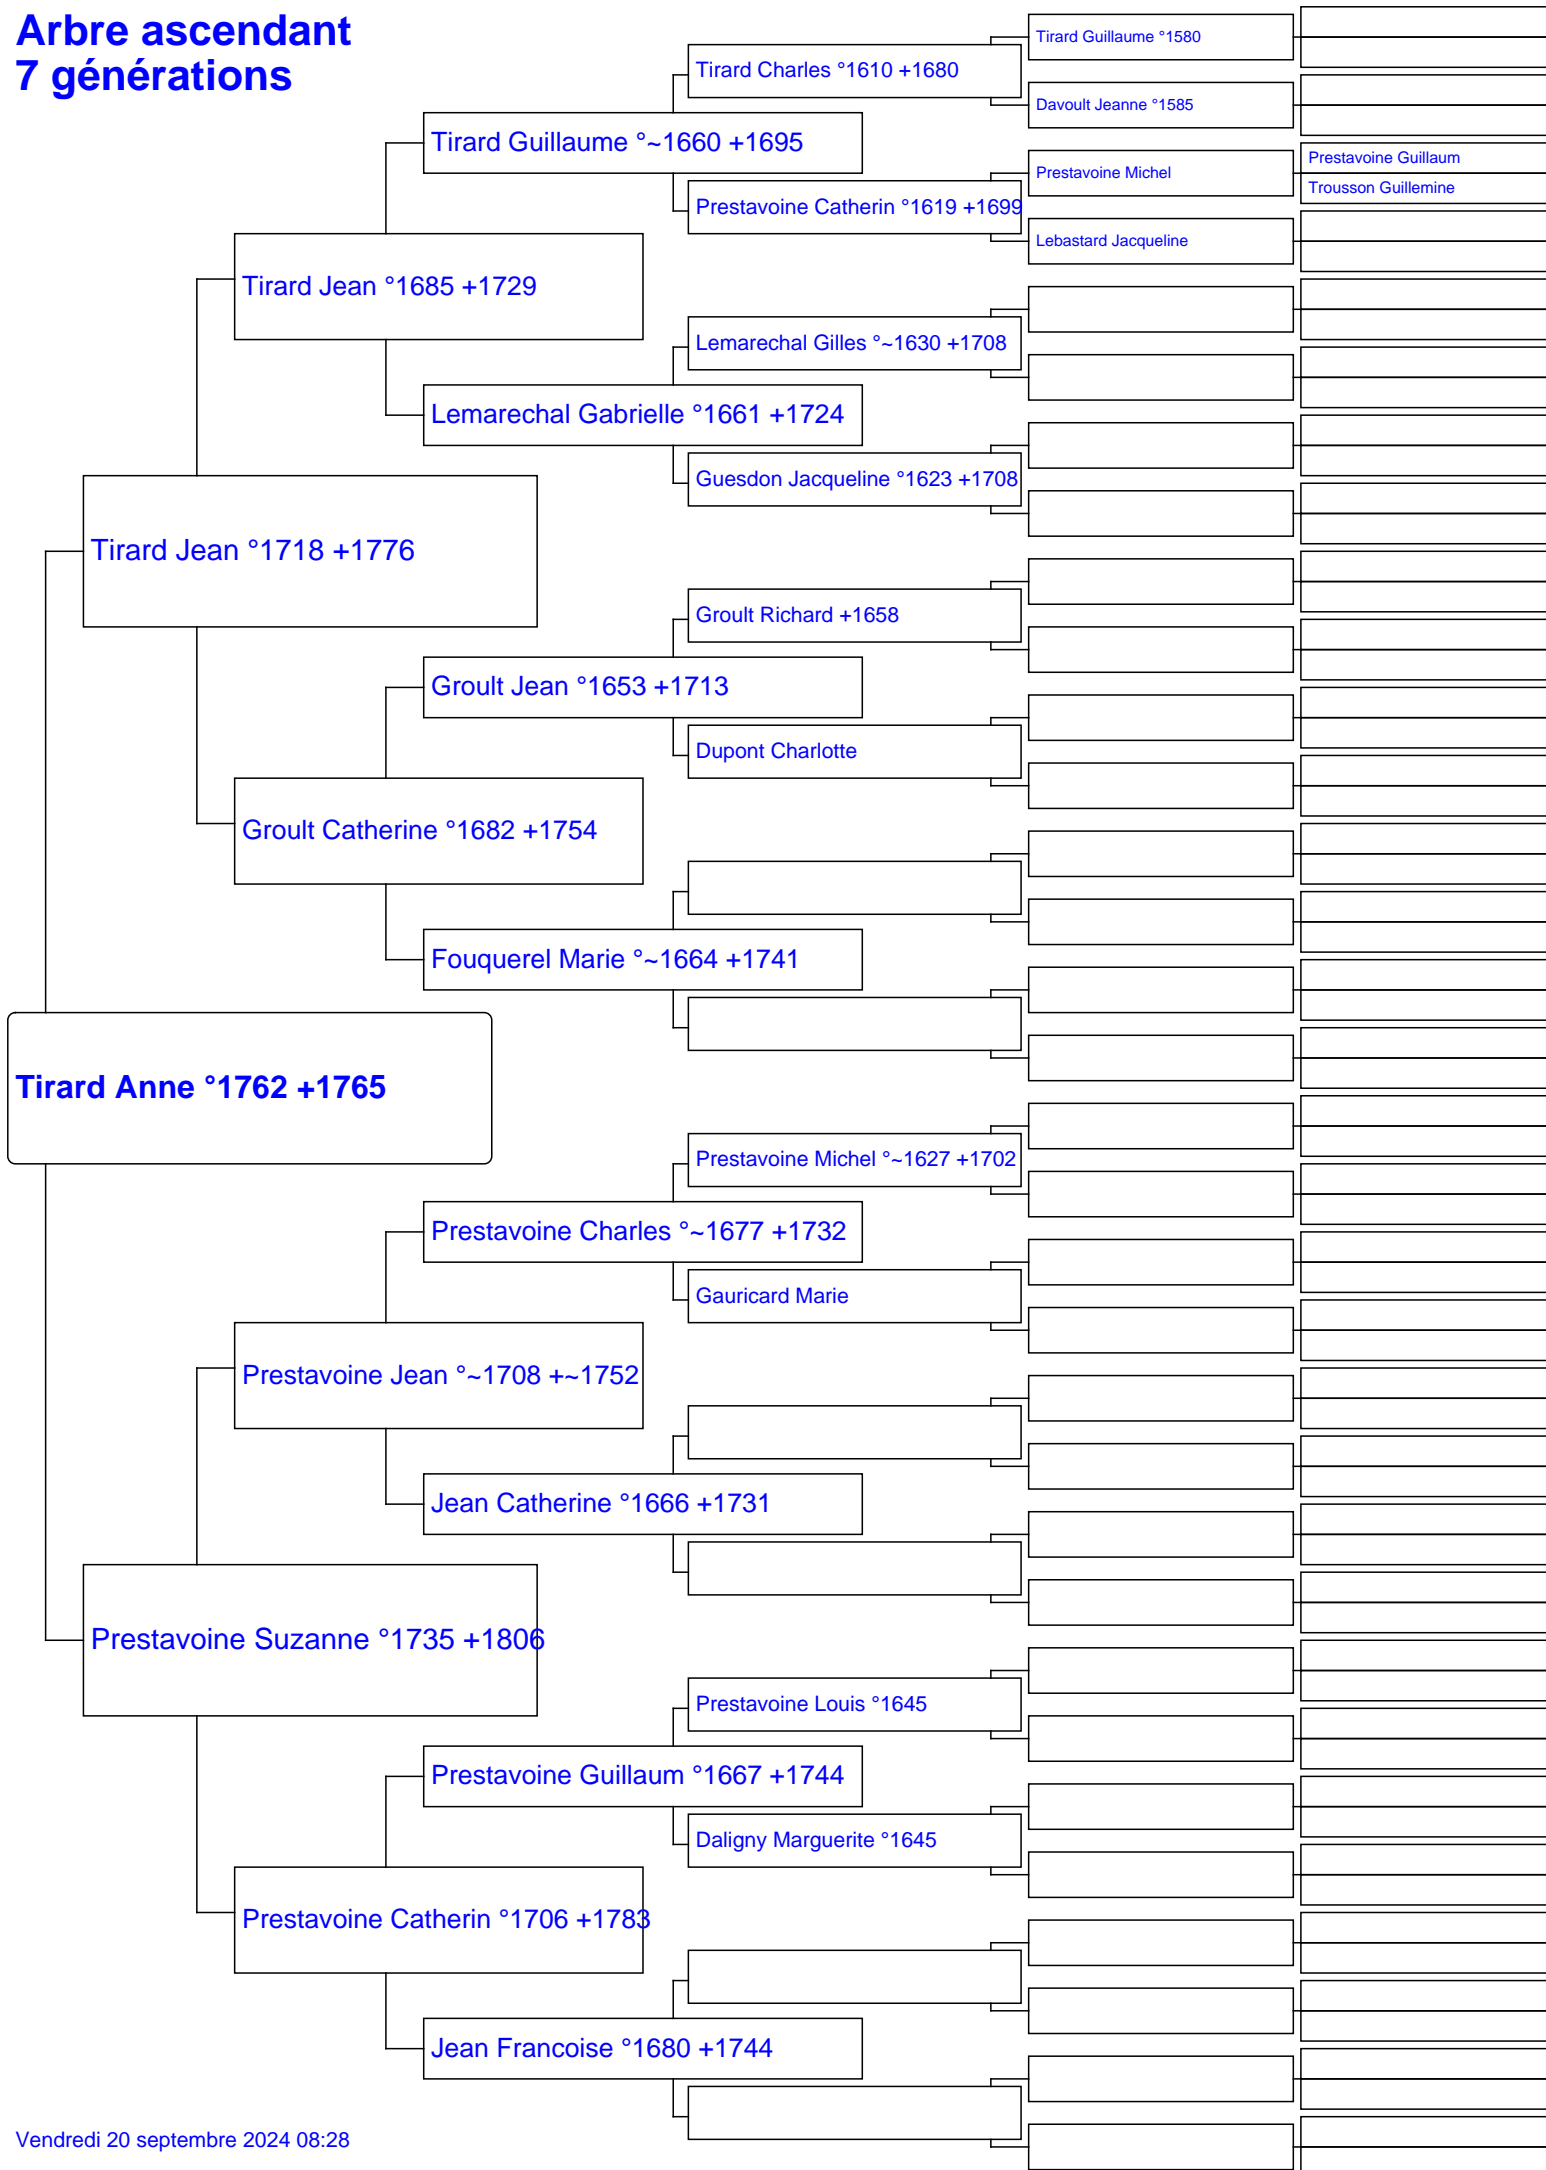 Arbre ascendant
7 générations
Tirard Guillaume °1580
Tirard Charles °1610 +1680
Davoult Jeanne °1585
Tirard Guillaume °~1660 +1695
Prestavoine Guillaum
Prestavoine Michel
Trousson Guillemine
Prestavoine Catherin °1619 +1699
Lebastard Jacqueline
Tirard Jean °1685 +1729
Lemarechal Gilles °~1630 +1708
Lemarechal Gabrielle °1661 +1724
Guesdon Jacqueline °1623 +1708
Tirard Jean °1718 +1776
Groult Richard +1658
Groult Jean °1653 +1713
Dupont Charlotte
Groult Catherine °1682 +1754
Fouquerel Marie °~1664 +1741
Tirard Anne °1762 +1765
Prestavoine Michel °~1627 +1702
Prestavoine Charles °~1677 +1732
Gauricard Marie
Prestavoine Jean °~1708 +~1752
Jean Catherine °1666 +1731
Prestavoine Suzanne °1735 +1806
Prestavoine Louis °1645
Prestavoine Guillaum °1667 +1744
Daligny Marguerite °1645
Prestavoine Catherin °1706 +1783
Jean Francoise °1680 +1744
Vendredi 20 septembre 2024 08:28